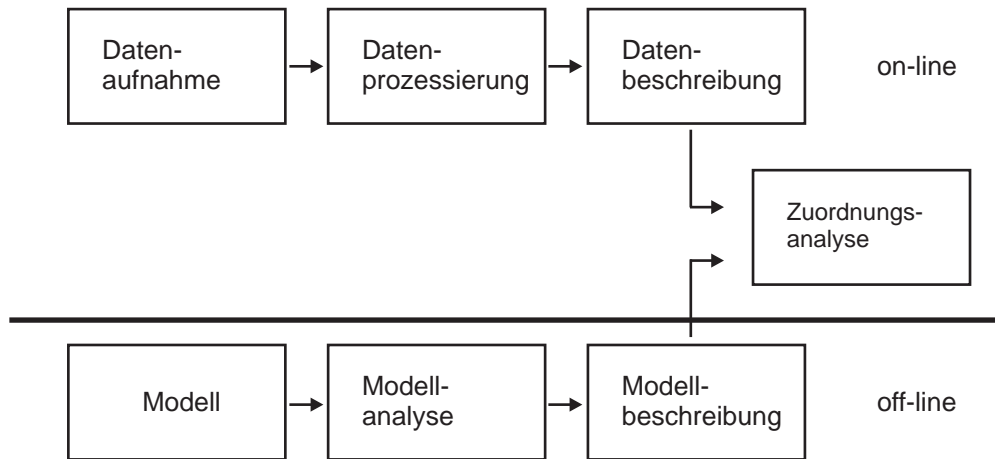 Daten-
aufnahme
Daten-
prozessierung
Daten-
beschreibung
on-line
Zuordnungs-
analyse
Modell
Modell-
analyse
Modell-
beschreibung
off-line